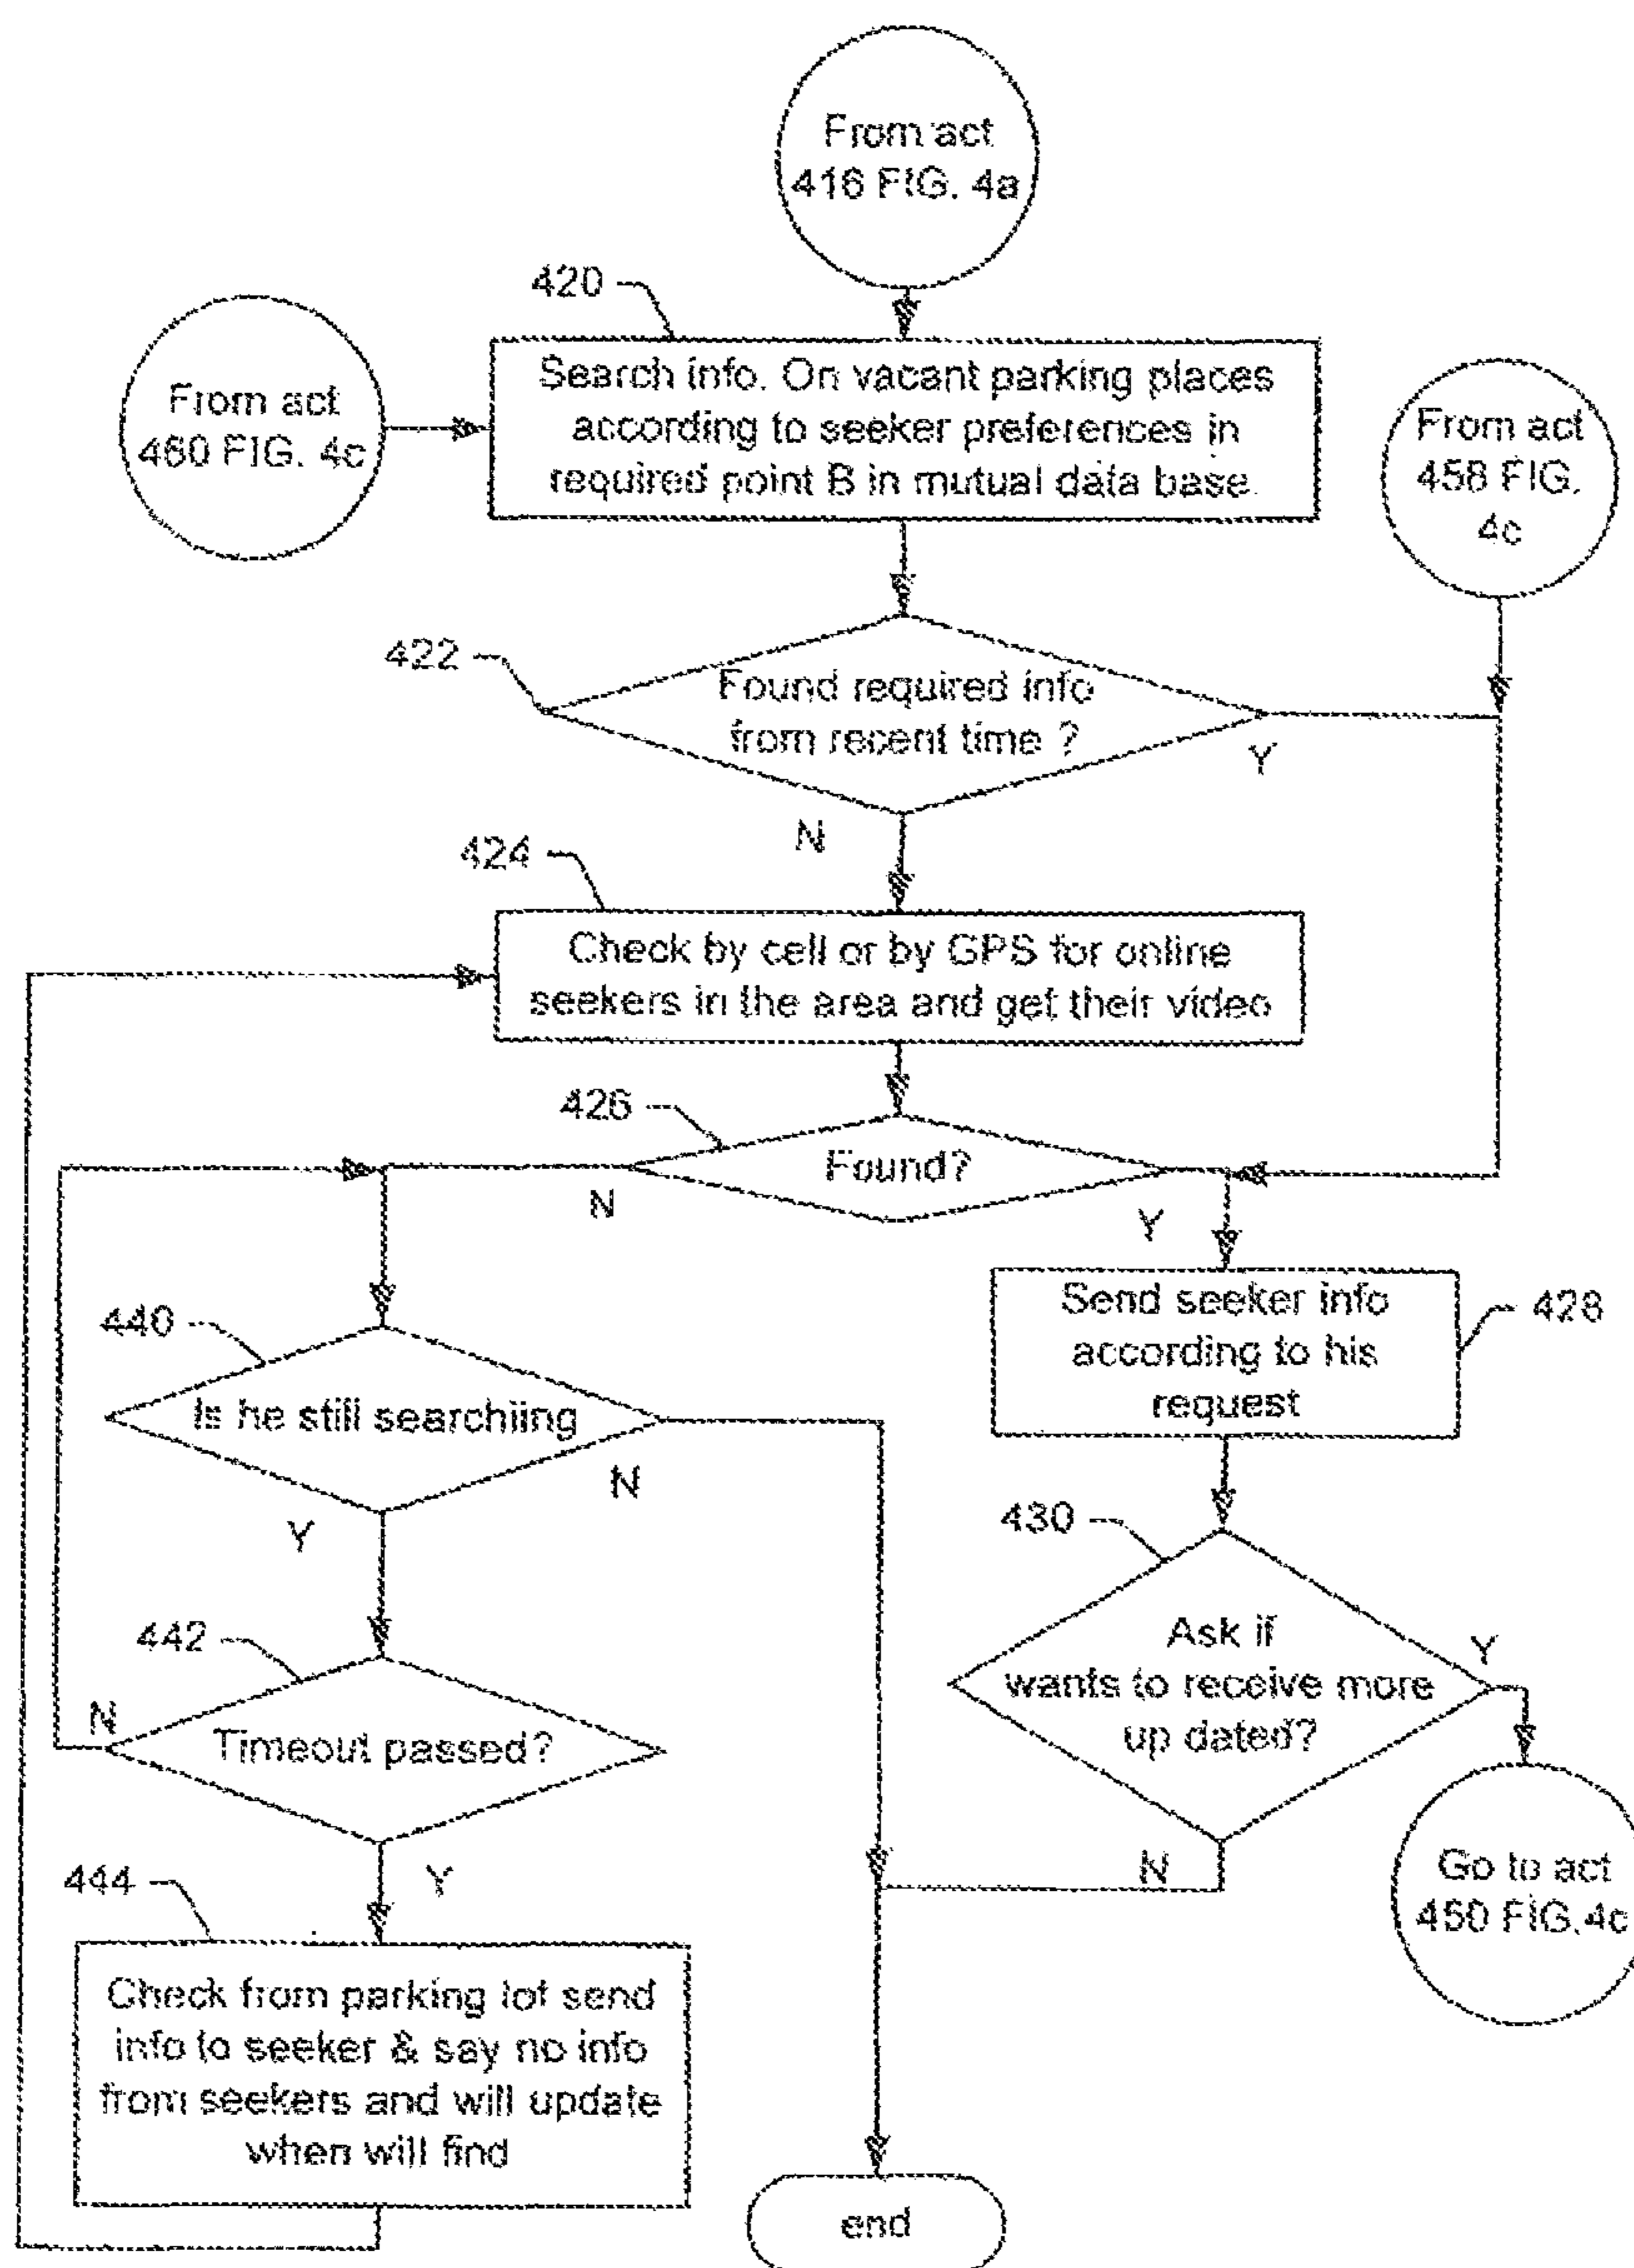 From act
416 FIG. 4a
420
From act
460 FIG. 4c
Search info. On vacant parking places
according to seeker preferences in
required point B in mutual data base.
From act
458 FIG.
4c
422
Found required info
from recent time ?
Y
N
424
Check by cell or by GPS for online
seekers in the area and get their video
426
Found?
N
Y
Send seeker info
according to his
request
428
440
Is he still searchiing
N
Y
430
Ask if
wants to receive more
up dated?
Y
N
442
Timeout passed?
N
Y
Go to act
450 FIG.4c
444
Check from parking lot send
info to seeker & say no info
from seekers and will update
when will find
end